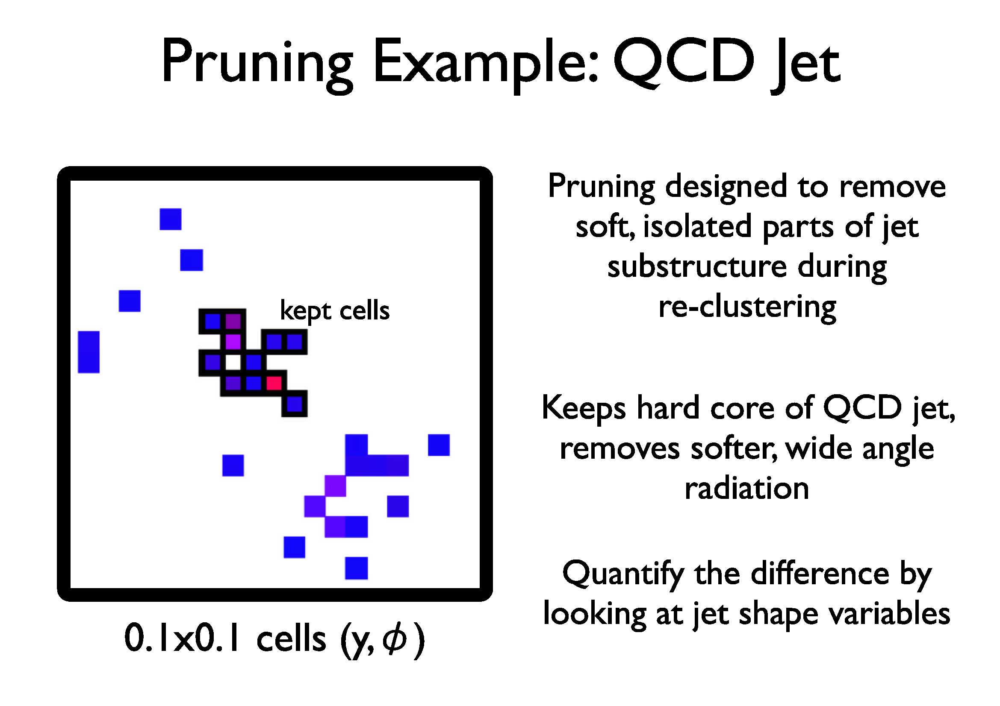 Pruning Example: QCD Jet
kept cells
0.1x0.1 cells (y, ϕ)
Pruning designed to remove
soft, isolated parts of jet
substructure during
re-clustering
Keeps hard core of QCD jet,
removes softer, wide angle
radiation
Quantify the difference by
looking at jet shape variables